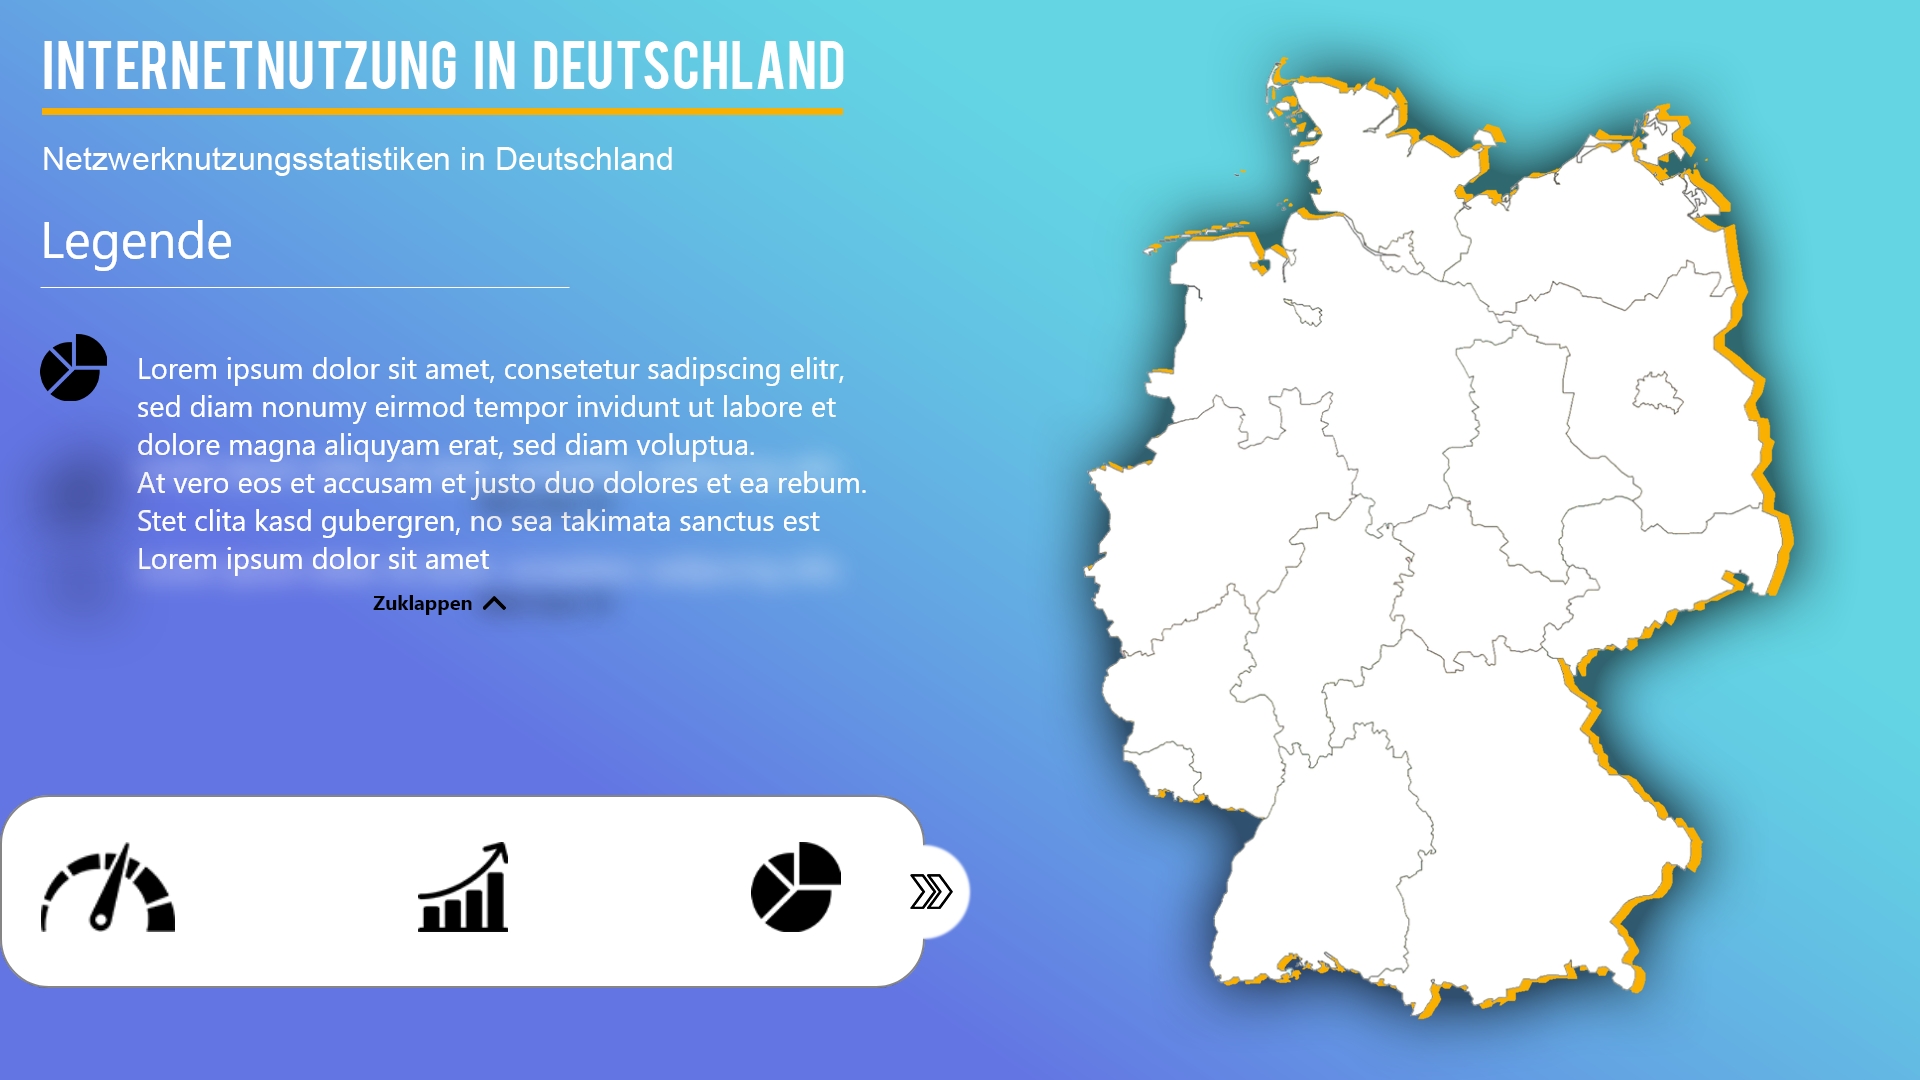 INTERNETNUTZUNG IN DEUTSCHLAND
Netzwerknutzungsstatistiken in Deutschland
Legende
Lorem ipsum dolor sit amet, consetetur sadipscing elitr,
sed diam nonumy eirmod tempor invidunt ut labore et
dolore magna aliquyam erat, sed diam voluptua.
At vero eos et accusam et justo duo dolores et ea rebum.
Stet clita kasd gubergren, no sea takimata sanctus est
Lorem ipsum dolor sit amet
Zuklappen